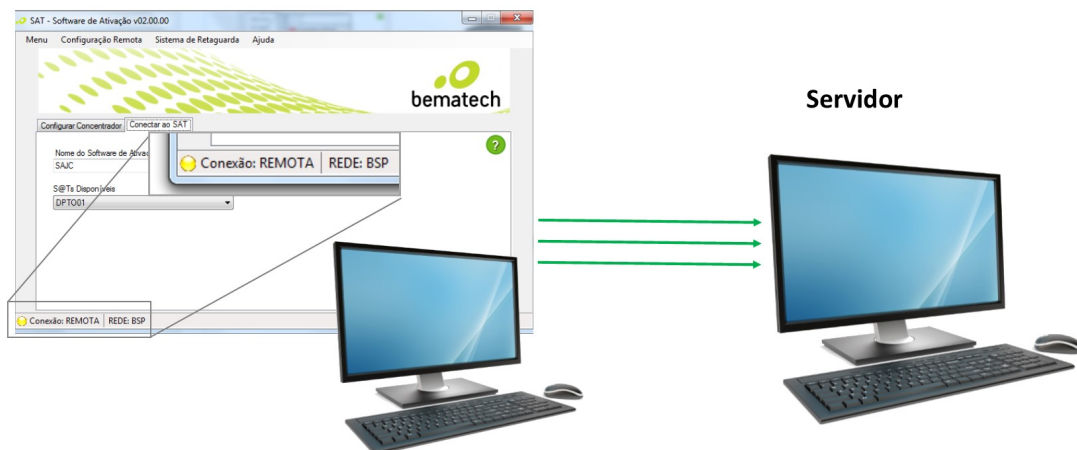 SAT - Software de Ativação v02.00.00
Menu Configuração Remota Sistema de Retaguarda Ajuda
bematech
Servidor
Configurar Concentrador Conectar ao SAT
?
Nome do Software de Ativaç
SAJC
Conexão: REMOTA REDE: BSP
S@Ts Disponíveis
DPTO01
Conexão: REMOTA REDE: BSP